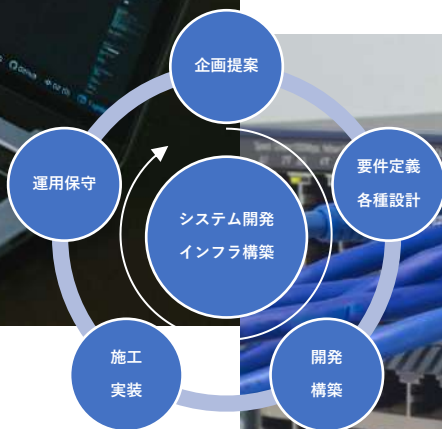 企画提案
要件定義
各種設計
開発
構築
施工
実装
運用保守
システム開発
インフラ構築